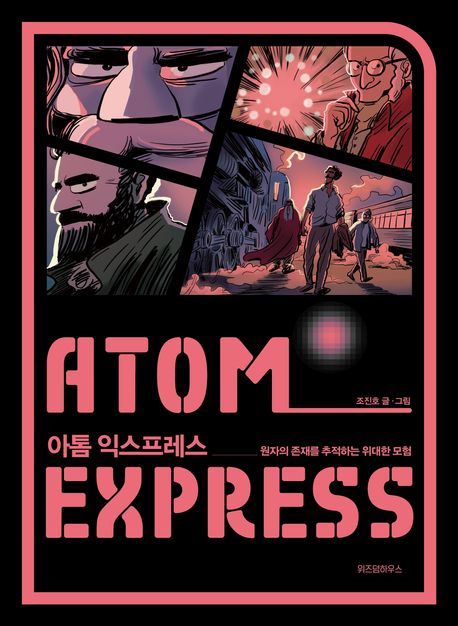 ATOM
조진호 글·그림
아톰 익스프레스
원자의 존재를 추적하는 위대한 모험
EXPRESS
위즈덤하우스